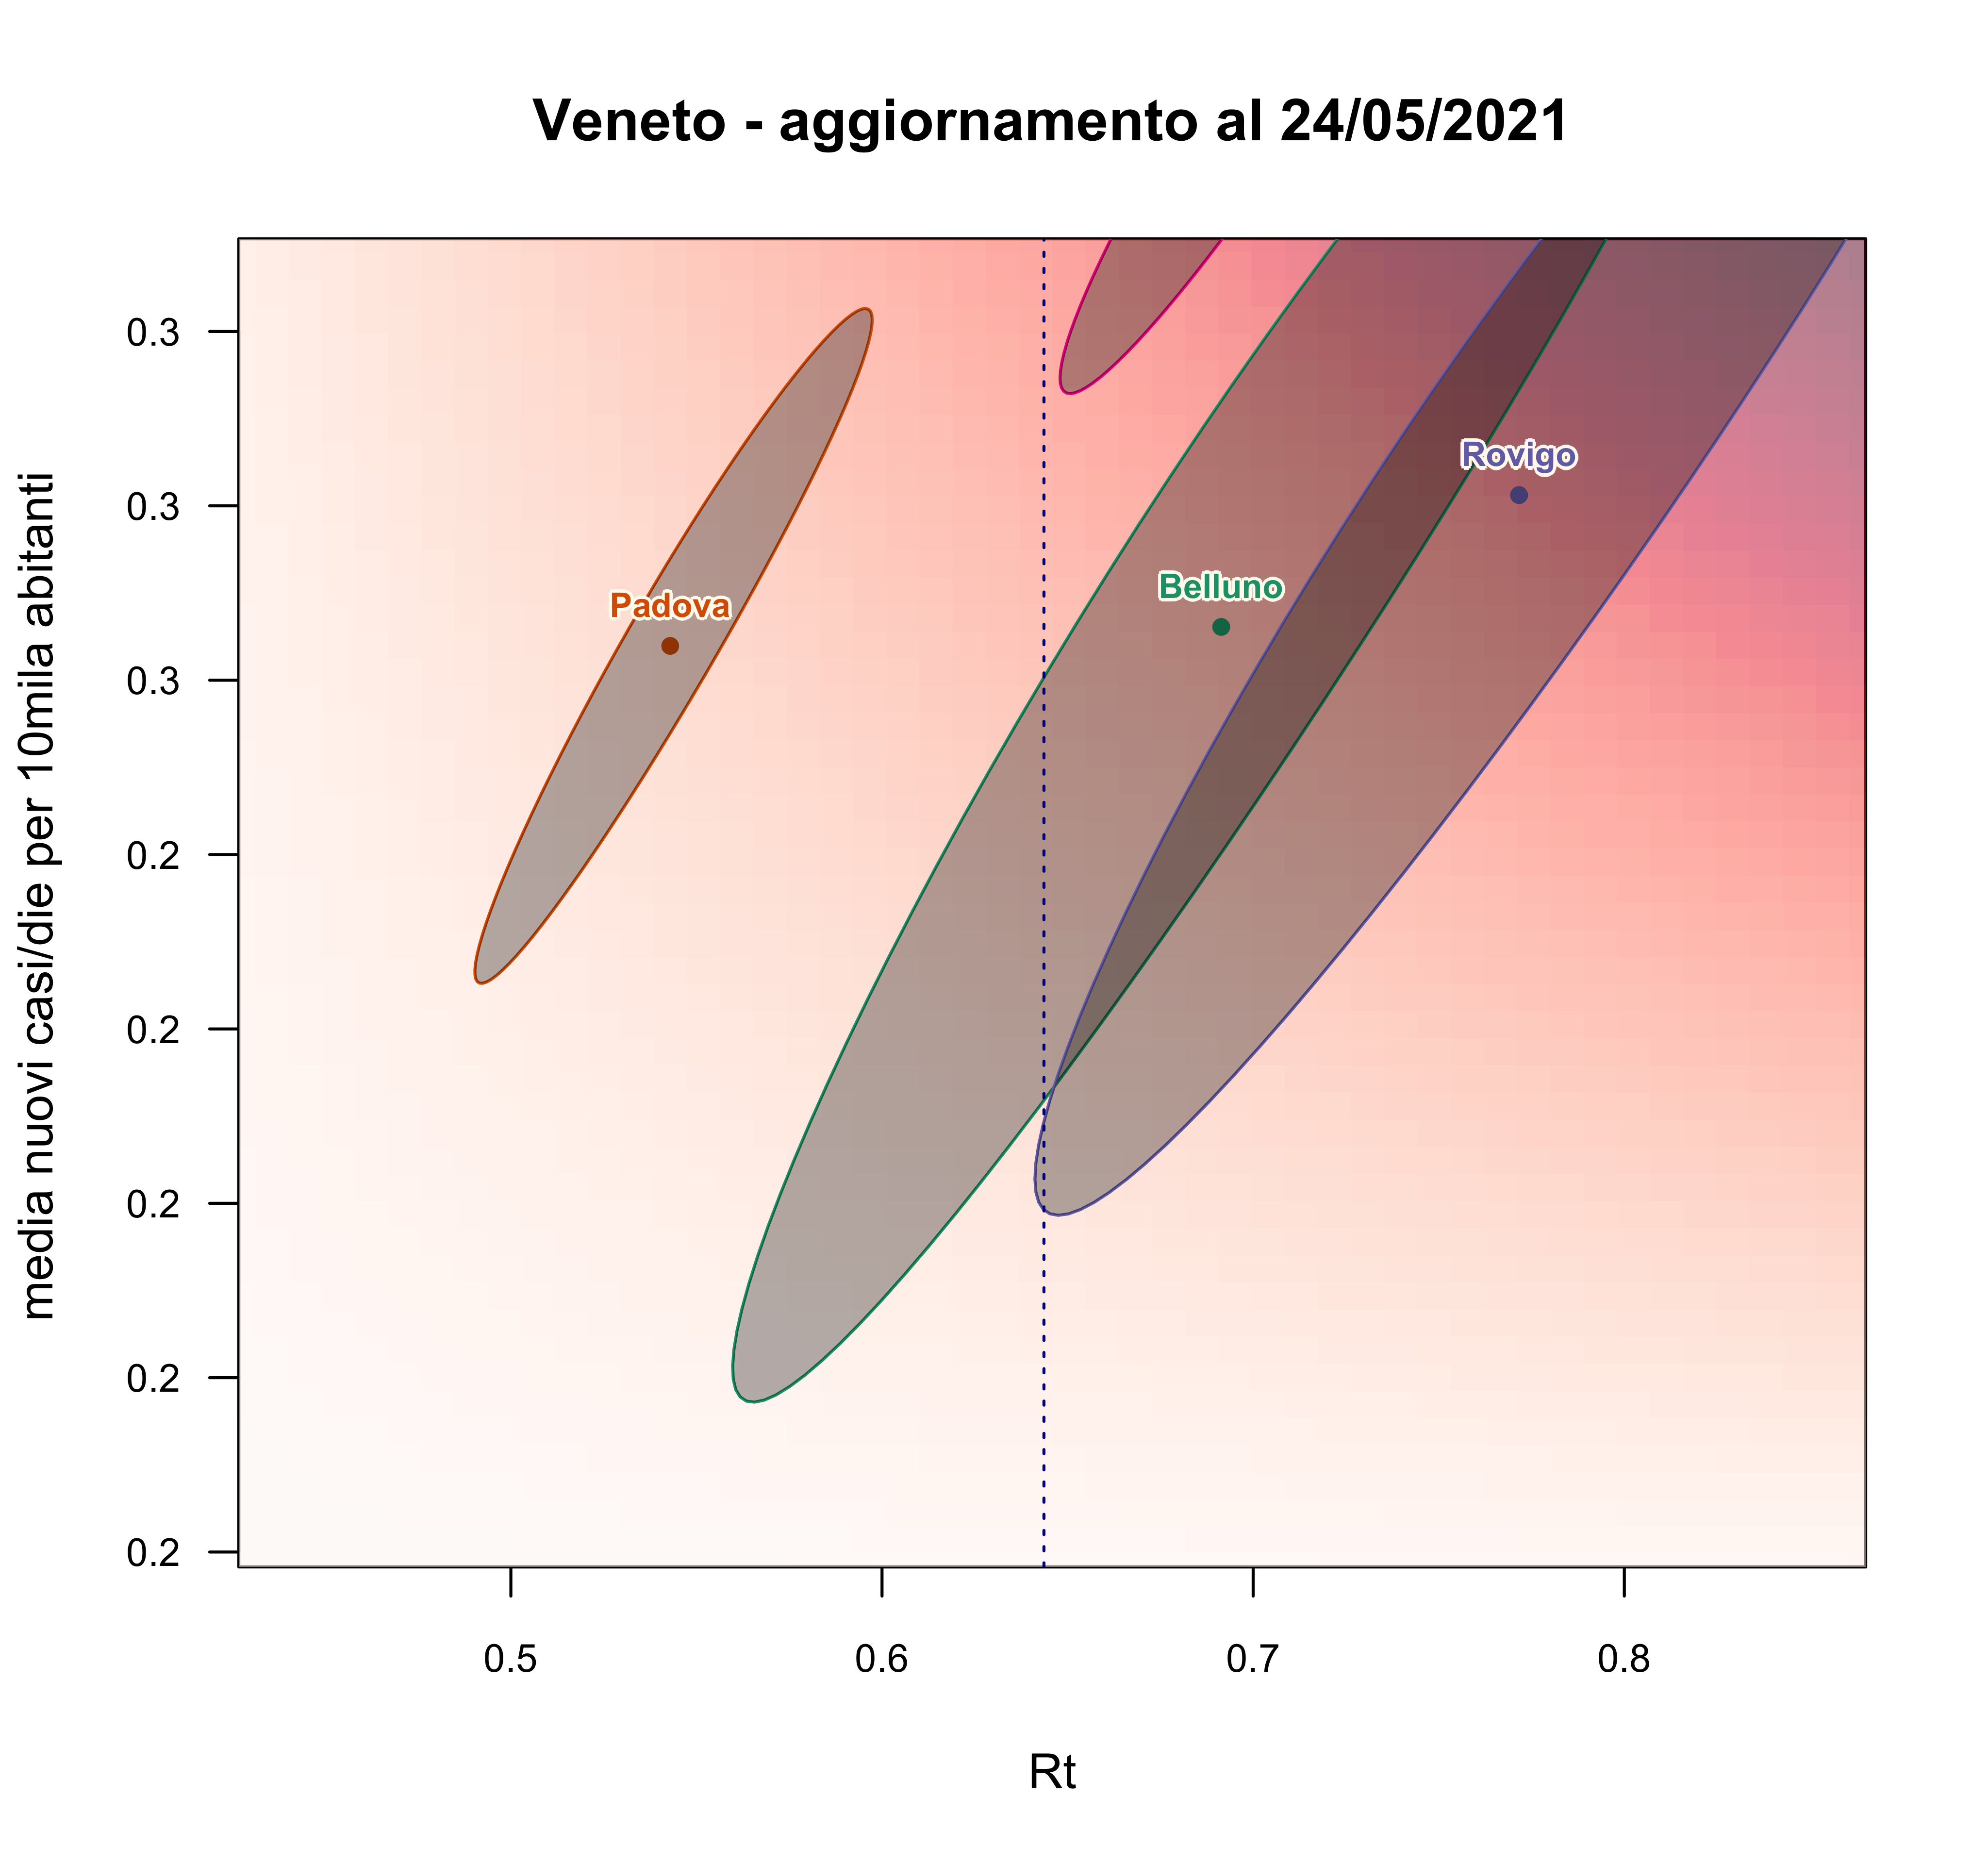 Veneto - aggiornamento al 24/05/2021
media nuovi casi/die per 10mila abitanti
0.3
0.3
0.3
0.2
0.2
0.2
0.2
0.2
Rovigo
Belluno
Padova
0.5
0.6
0.7
0.8
Rt